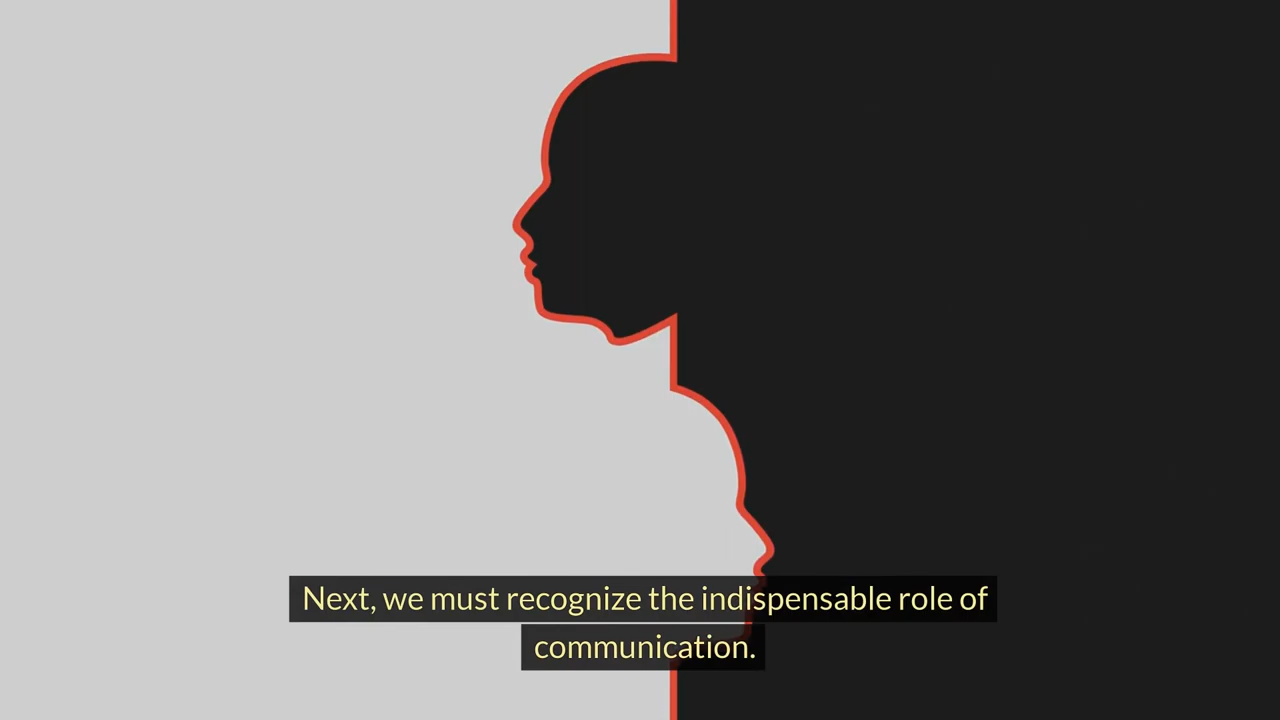 Next, we must recognize the indispensable role of
communication.